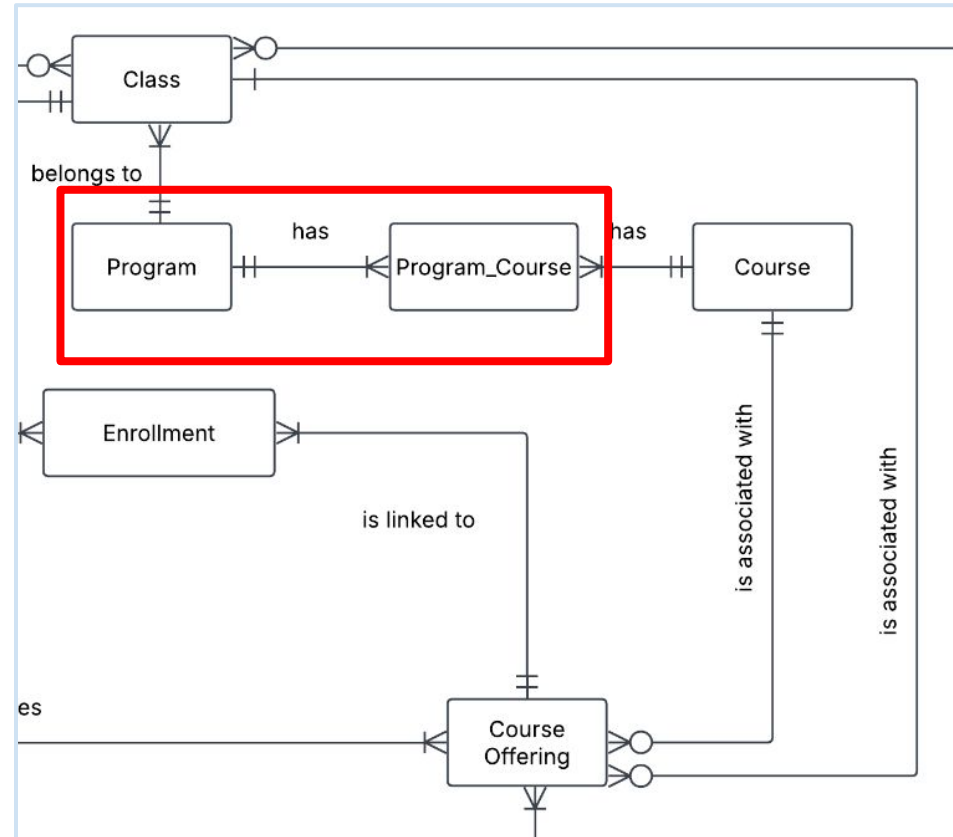 Class
belongs to
Program
has
Program_Course
has
Course
Enrollment
is linked to
is associated with
is associated with
es
Course
Offering